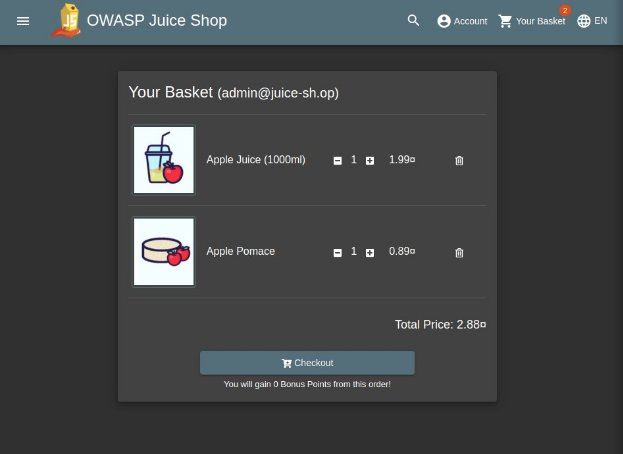 OWASP Juice Shop
Account
Your Basket
2
EN
Your Basket (admin@juice-sh.op)
Apple Juice (1000ml) 1 1.99¤
Apple Pomace 1 0.89¤
Total Price: 2.88¤
Checkout
You will gain 0 Bonus Points from this order!